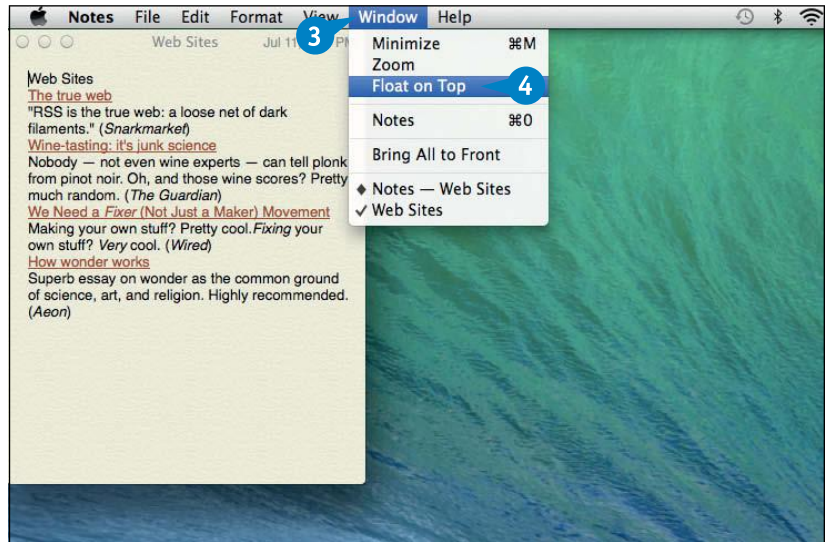 Notes File Edit Format View Window Help
Web Sites Jul 11
3
Minimize ⌘M
Zoom
Float on Top
4
Notes ⌘0
Bring All to Front
♦ Notes — Web Sites
✓ Web Sites
Web Sites
The true web
"RSS is the true web: a loose net of dark
filaments." (Snarkmarket)
Wine-tasting: it's junk science
Nobody — not even wine experts — can tell plonk
from pinot noir. Oh, and those wine scores? Pretty
much random. (The Guardian)
We Need a Fixer (Not Just a Maker) Movement
Making your own stuff? Pretty cool.Fixing your
own stuff? Very cool. (Wired)
How wonder works
Superb essay on wonder as the common ground
of science, art, and religion. Highly recommended.
(Aeon)